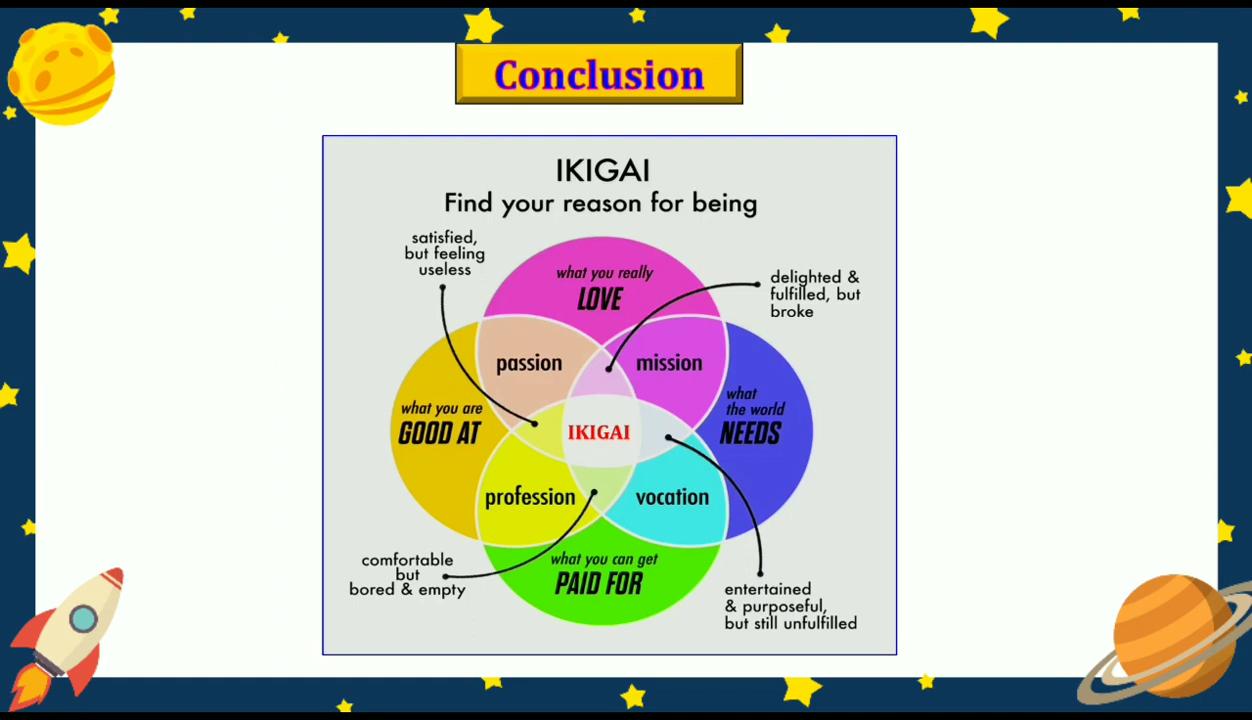 Conclusion
IKIGAI
Find your reason for being
satisfied,
but feeling
useless
what you really
LOVE
delighted &
fulfilled, but
broke
passion
mission
what you are
GOOD AT
IKIGAI
what
the world
NEEDS
profession
vocation
comfortable
but
bored & empty
what you can get
PAID FOR
entertained
& purposeful,
but still unfulfilled